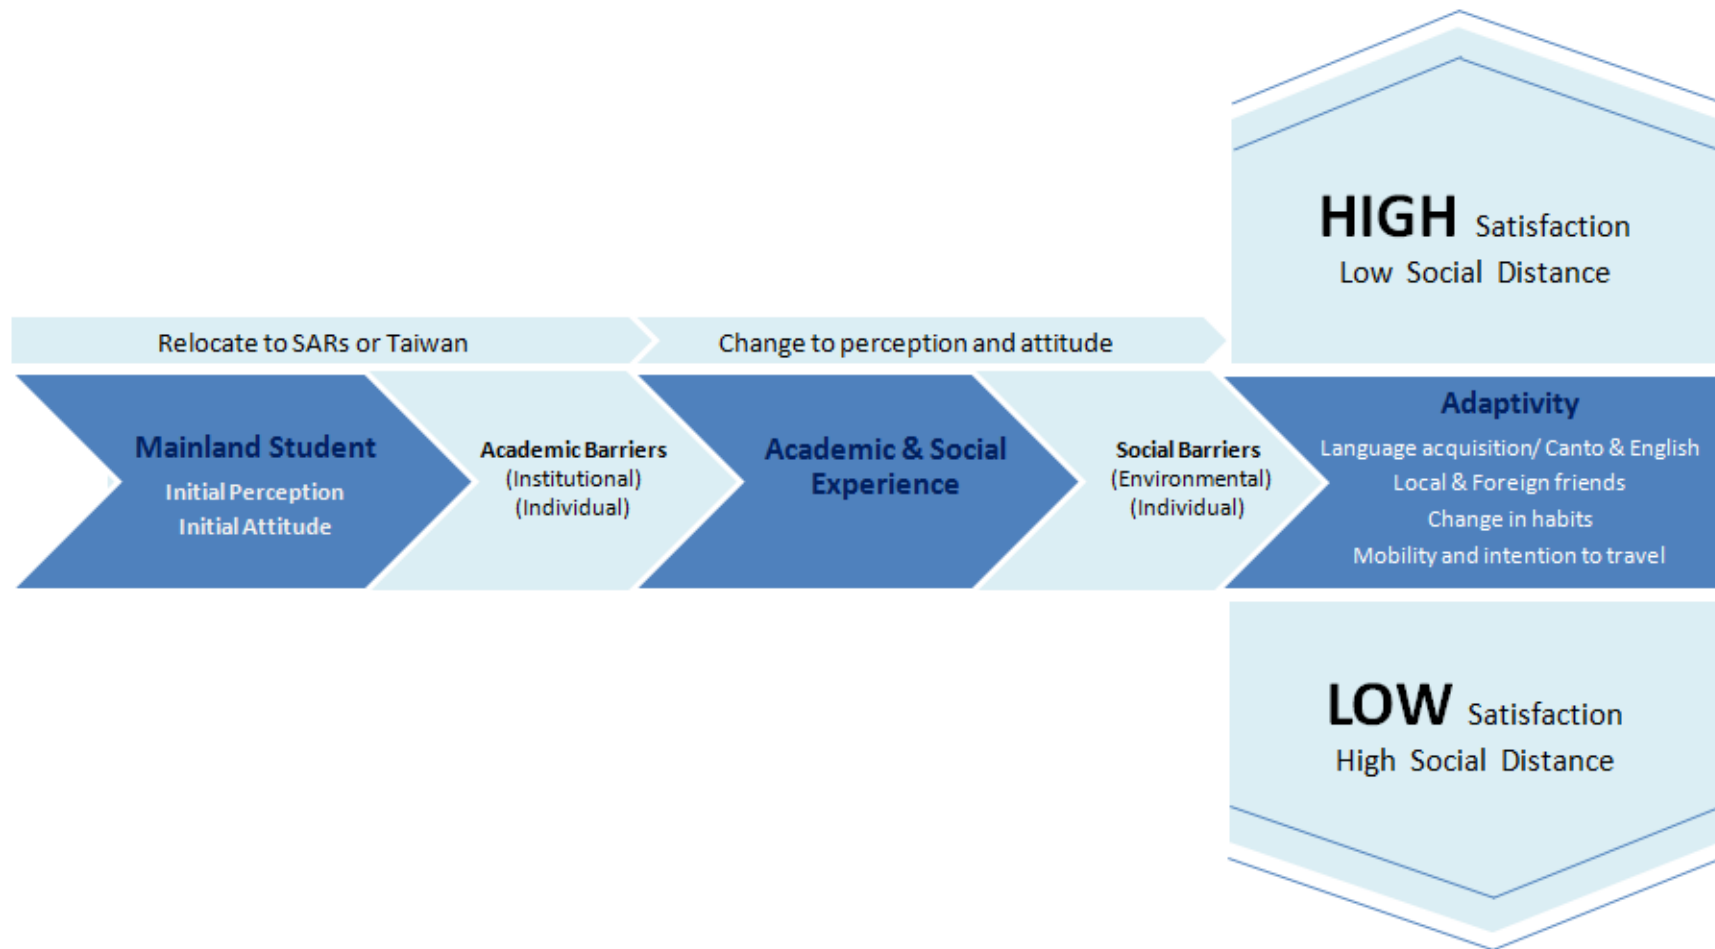 HIGH Satisfaction
Low Social Distance
Relocate to SARs or Taiwan
Change to perception and attitude
Mainland Student
Initial Perception
Initial Attitude
Academic Barriers
(Institutional)
(Individual)
Academic & Social
Experience
Social Barriers
(Environmental)
(Individual)
Adaptivity
Language acquisition/ Canto & English
Local & Foreign friends
Change in habits
Mobility and intention to travel
LOW Satisfaction
High Social Distance